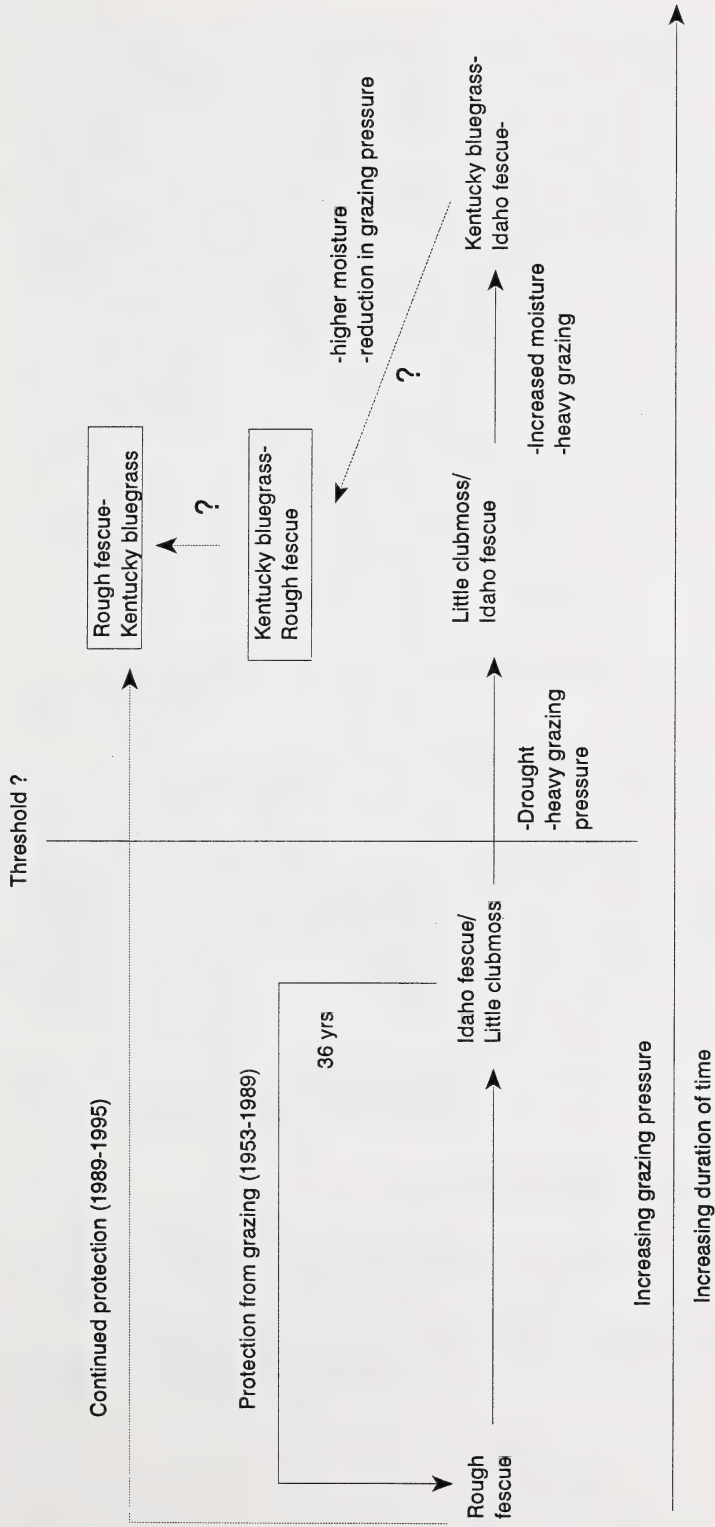 Threshold ?
Continued protection (1989-1995)
Rough fescue-
Kentucky bluegrass
?
Protection from grazing (1953-1989)
36 yrs
Kentucky bluegrass-
Rough fescue
-higher moisture
-reduction in grazing pressure
?
Rough
fescue
Idaho fescue/
Little clubmoss
-Drought
-heavy grazing
pressure
Little clubmoss/
Idaho fescue
-Increased moisture
-heavy grazing
Kentucky bluegrass-
Idaho fescue-
Increasing grazing pressure
Increasing duration of time